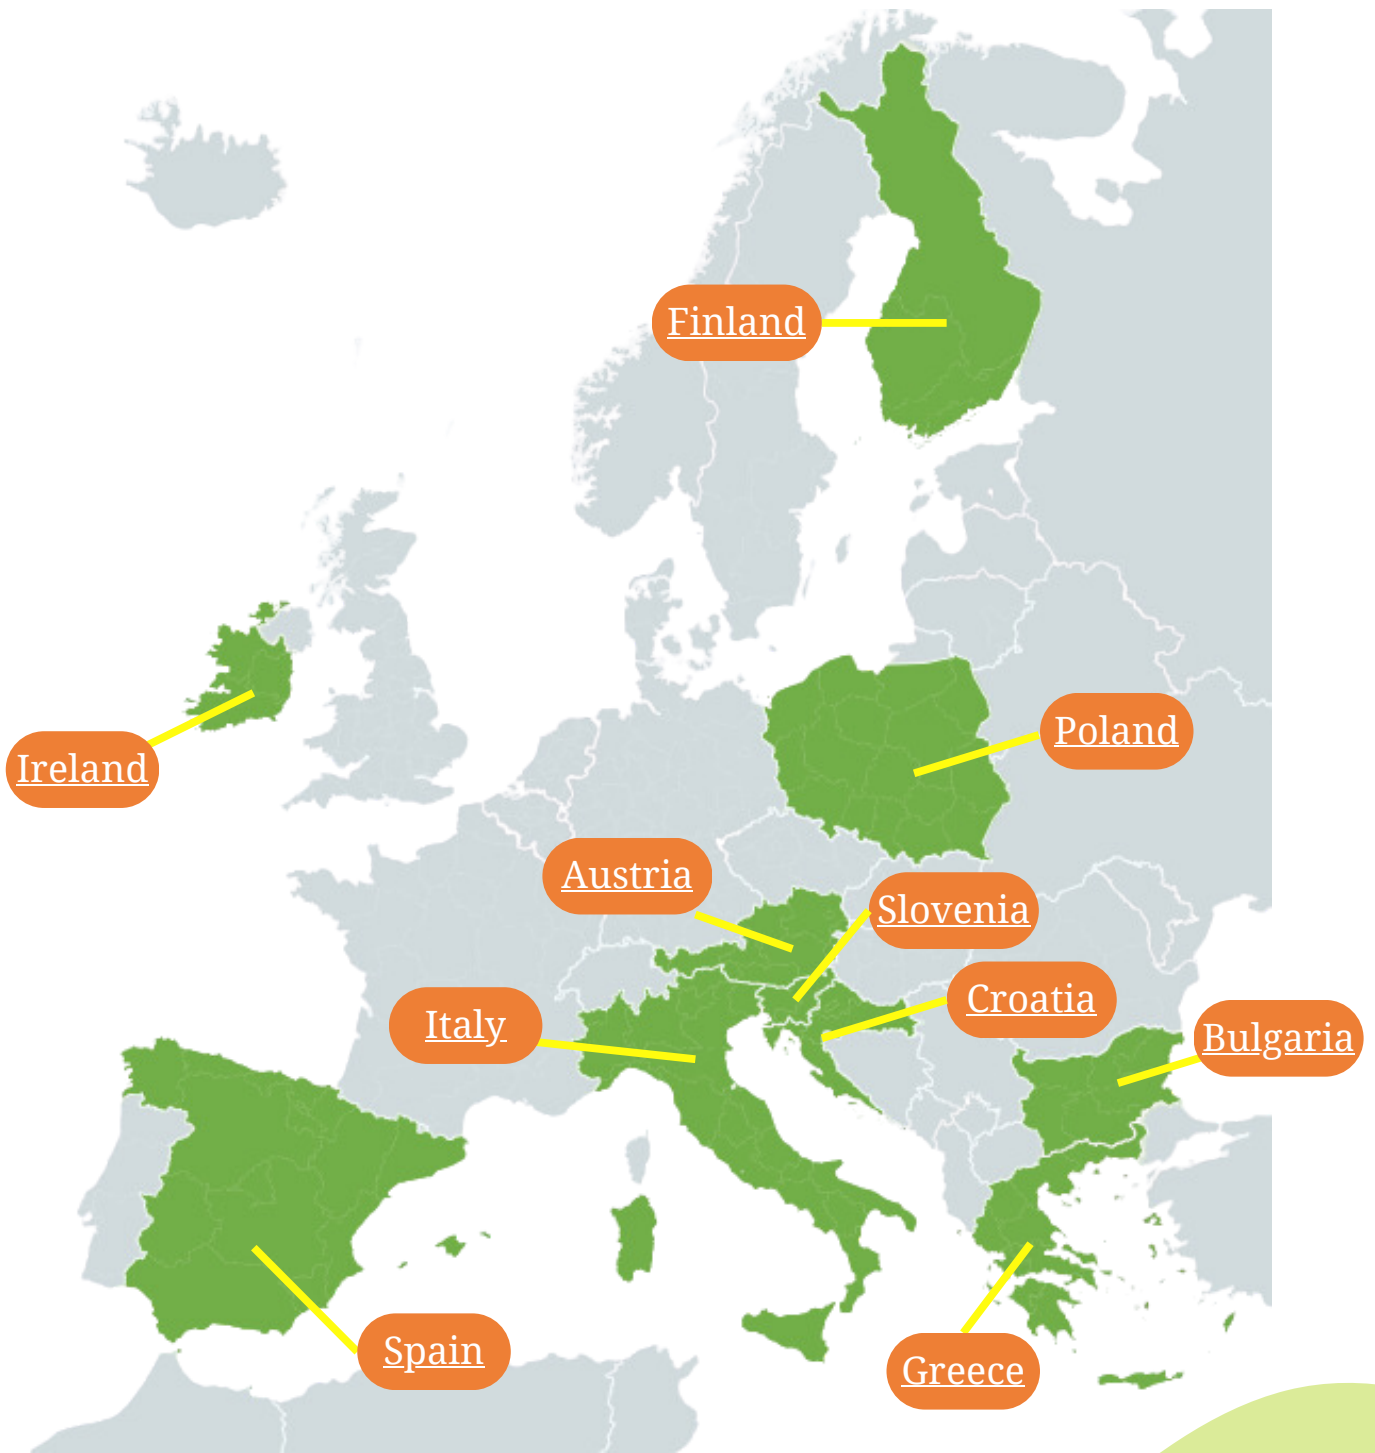 Finland
Poland
Ireland
Austria
Slovenia
Croatia
Italy
Bulgaria
Spain
Greece